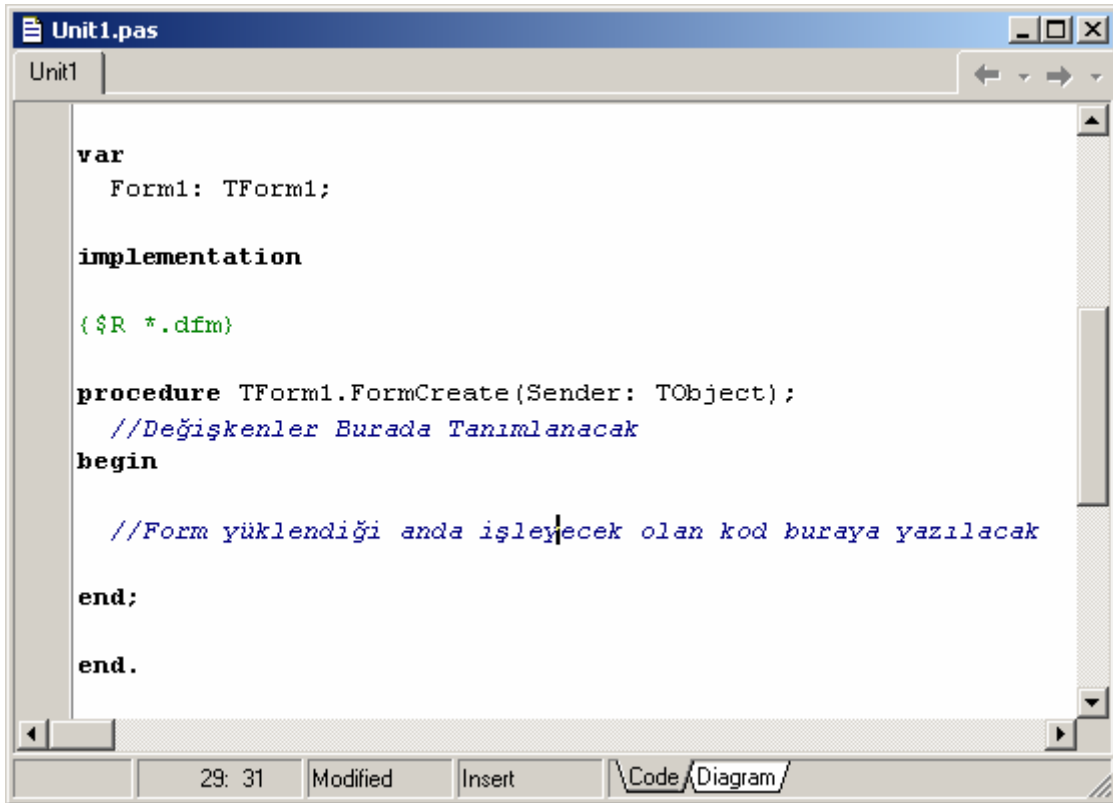 Unit1.pas
Unit1
var
Form1: TForm1;
implementation
{$R *.dfm}
procedure TForm1.FormCreate(Sender: TObject);
//Değişkenler Burada Tanımlanacak
begin
//Form yüklendiği anda işleyecek olan kod buraya yazılacak
end;
end.
29: 31 Modified Insert Code Diagram